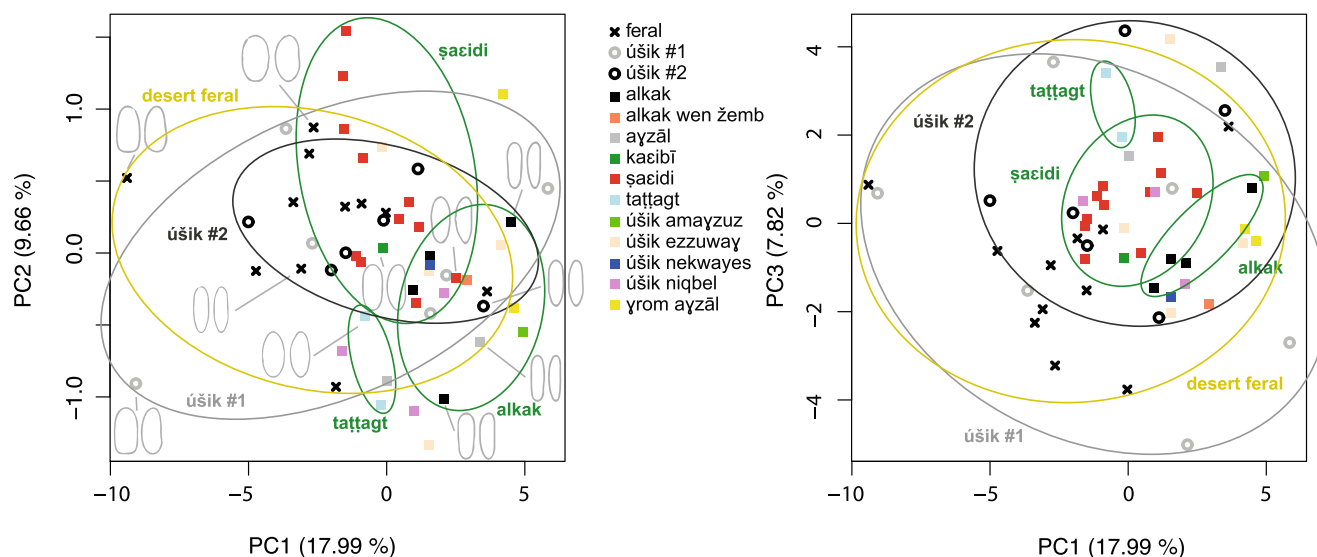 PC2 (9.66 %)
1.0
0.0
−1.0
−10
−5
0
5
PC1 (17.99 %)
desert feral
ṣaɛidi
úšik #2
úšik #1
taṭṭagt
alkak
feral
úšik #1
úšik #2
alkak
alkak wen žemb
aɣzāl
kaɛibī
ṣaɛidi
taṭṭagt
úšik amaɣzuz
úšik ezzuwaɣ
úšik nekwayes
úšik niqbel
ɣrom aɣzāl
PC3 (7.82 %)
4
2
0
−2
−4
−10
−5
0
5
PC1 (17.99 %)
taṭṭagt
úšik #2
ṣaɛidi
alkak
desert feral
úšik #1